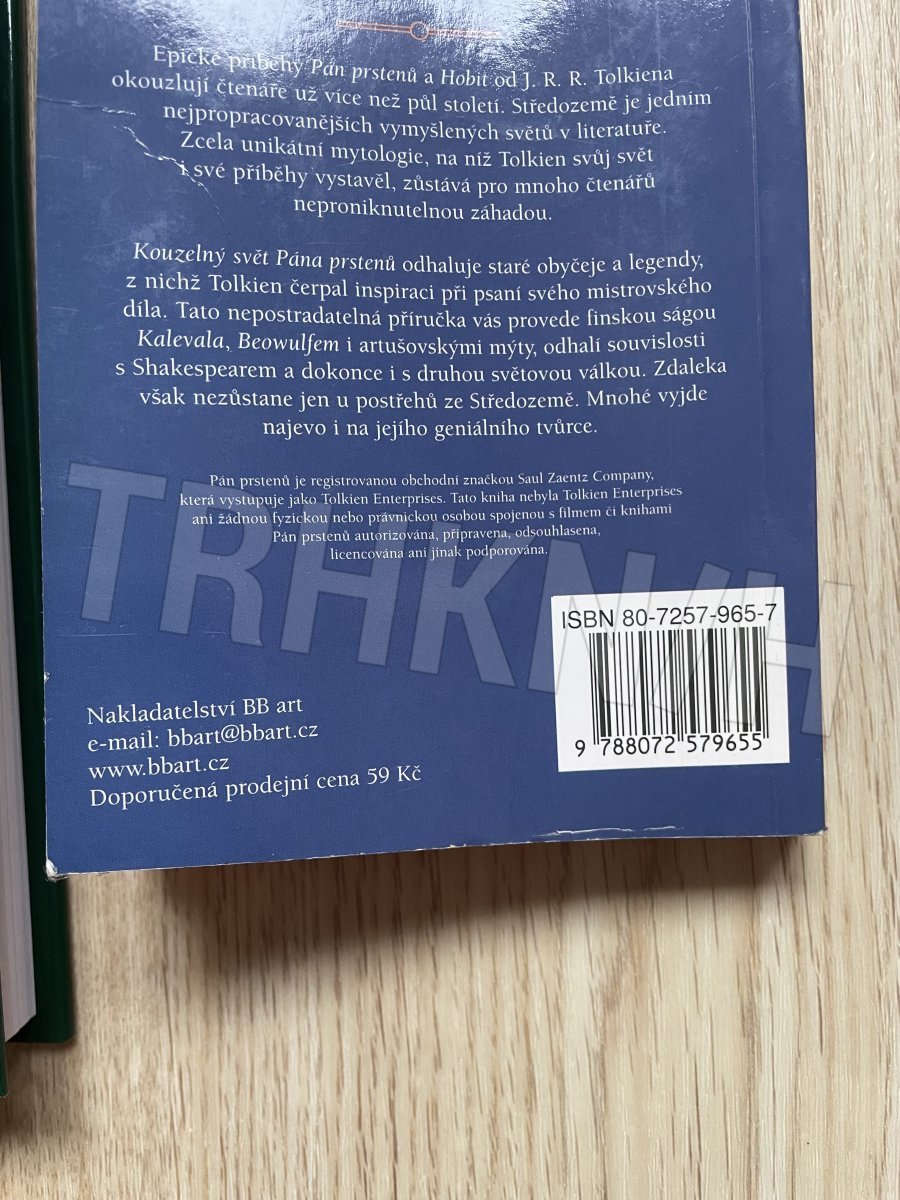 Epické příběhy Pán prstenů a Hobit od J. R. R. Tolkiena
okouzlují čtenáře už více než půl století. Středozemě je jedním
nejpropracovanějších vymyšlených světů v literatuře.
Zcela unikátní mytologie, na níž Tolkien svůj svět
i své příběhy vystavěl, zůstává pro mnoho čtenářů
neproniknutelnou záhadou.
Kouzelný svět Pána prstenů odhaluje staré obyčeje a legendy,
z nichž Tolkien čerpal inspiraci při psaní svého mistrovského
díla. Tato nepostradatelná příručka vás provede finskou ságou
Kalevala, Beowulfem i artušovskými mýty, odhalí souvislosti
s Shakespearem a dokonce i s druhou světovou válkou. Zdaleka
však nezůstane jen u postřehů ze Středozemě. Mnohé vyjde
najevo i na jejího geniálního tvůrce.
Pán prstenů je registrovanou obchodní značkou Saul Zaentz Company,
která vystupuje jako Tolkien Enterprises. Tato kniha nebyla Tolkien Enterprises
ani žádnou fyzickou nebo právnickou osobou spojenou s filmem či knihami
Pán prstenů autorizována, připravena, odsouhlasena,
licencována ani jinak podporována.
TRHKNIH
ISBN 80-7257-965-7
9 788072 579655
Nakladatelství BB art
e-mail: bbart@bbart.cz
www.bbart.cz
Doporučená prodejní cena 59 Kč